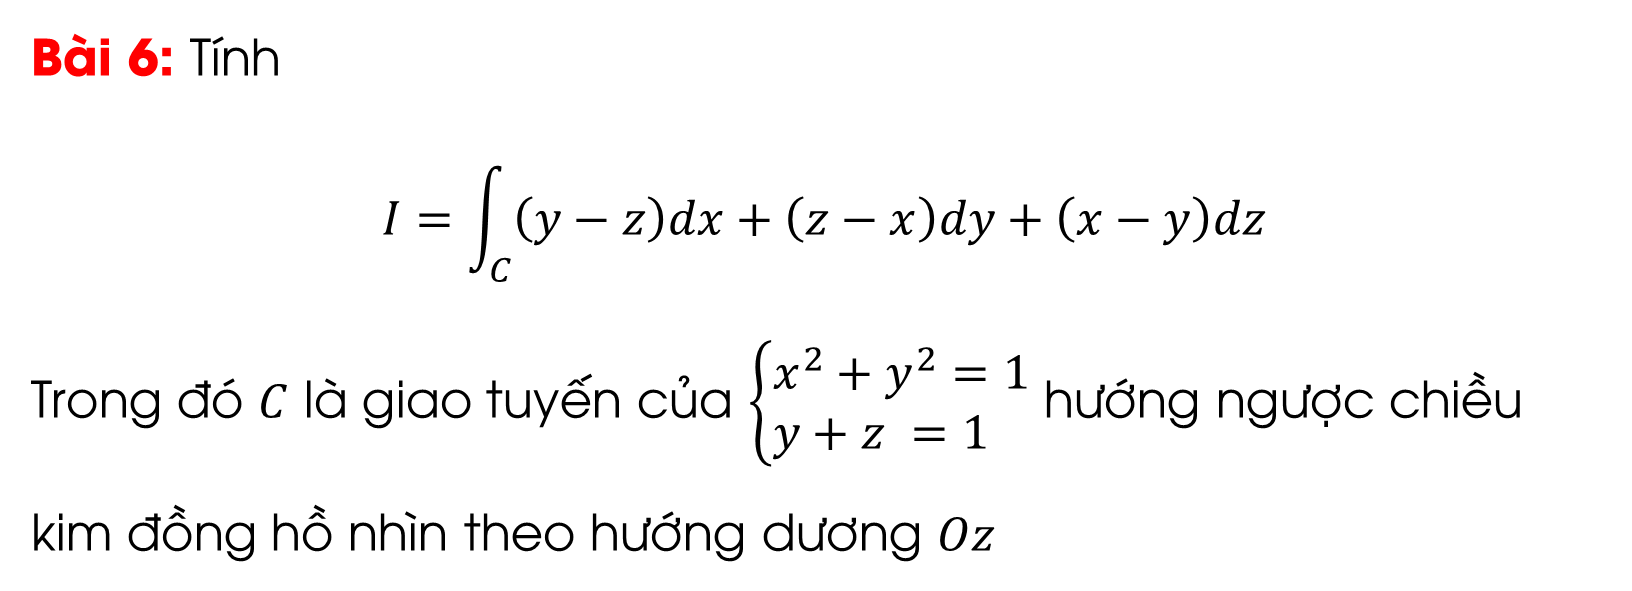 Bài 6: Tính
I = ∫_C (y − z)dx + (z − x)dy + (x − y)dz
Trong đó C là giao tuyến của { x² + y² = 1 ; y + z = 1 hướng ngược chiều
kim đồng hồ nhìn theo hướng dương Oz